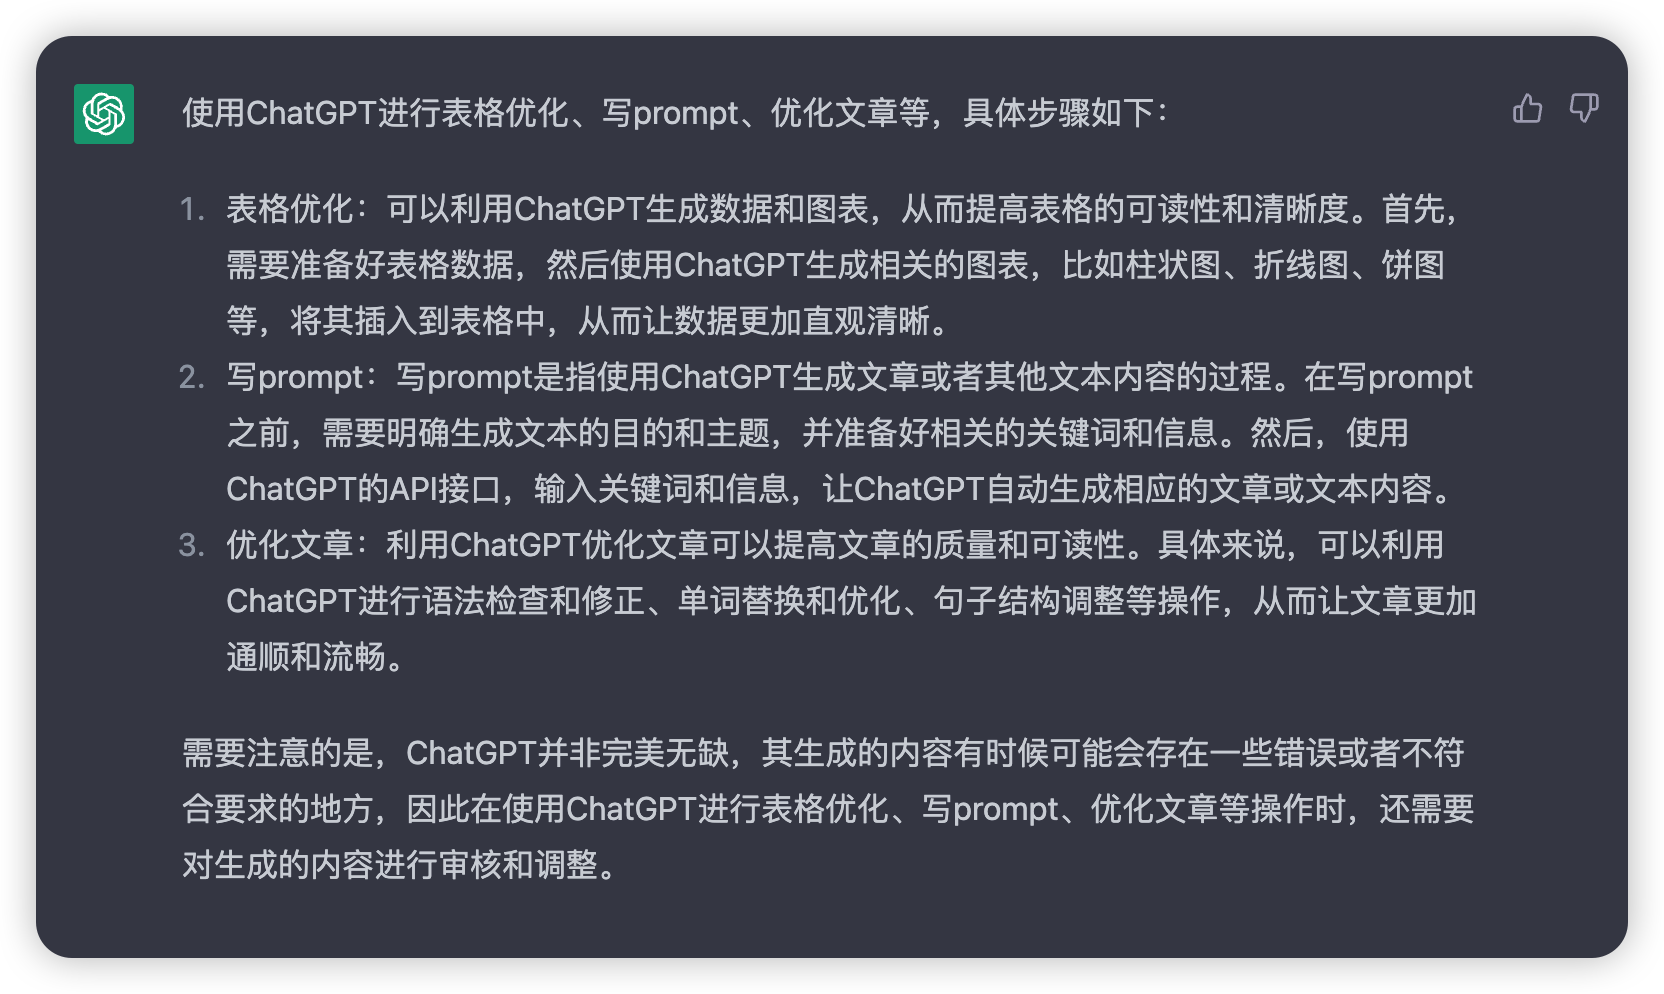 使用ChatGPT进行表格优化、写prompt、优化文章等，具体步骤如下：
1. 表格优化：可以利用ChatGPT生成数据和图表，从而提高表格的可读性和清晰度。首先，
需要准备好表格数据，然后使用ChatGPT生成相关的图表，比如柱状图、折线图、饼图
等，将其插入到表格中，从而让数据更加直观清晰。
2. 写prompt：写prompt是指使用ChatGPT生成文章或者其他文本内容的过程。在写prompt
之前，需要明确生成文本的目的和主题，并准备好相关的关键词和信息。然后，使用
ChatGPT的API接口，输入关键词和信息，让ChatGPT自动生成相应的文章或文本内容。
3. 优化文章：利用ChatGPT优化文章可以提高文章的质量和可读性。具体来说，可以利用
ChatGPT进行语法检查和修正、单词替换和优化、句子结构调整等操作，从而让文章更加
通顺和流畅。
需要注意的是，ChatGPT并非完美无缺，其生成的内容有时候可能会存在一些错误或者不符
合要求的地方，因此在使用ChatGPT进行表格优化、写prompt、优化文章等操作时，还需要
对生成的内容进行审核和调整。